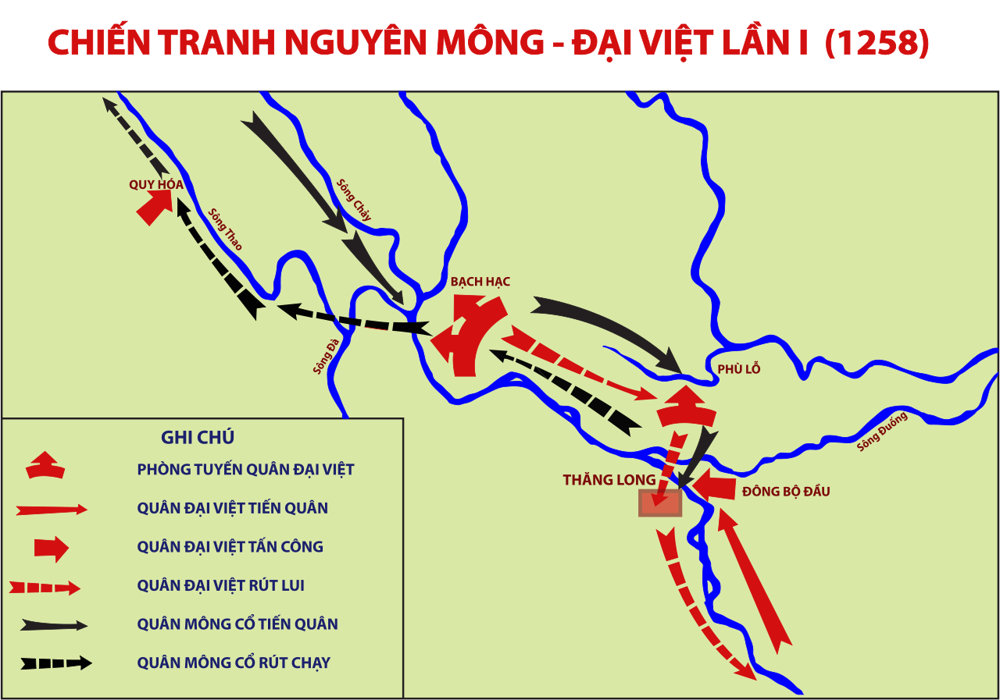 CHIẾN TRANH NGUYÊN MÔNG - ĐẠI VIỆT LẦN I (1258)
QUY HÓA
Sông Chảy
Sông Thao
BẠCH HẠC
Sông Đà
PHÙ LỖ
Sông Đuống
THĂNG LONG
ĐÔNG BỘ ĐẦU
GHI CHÚ
PHÒNG TUYẾN QUÂN ĐẠI VIỆT
QUÂN ĐẠI VIỆT TIẾN QUÂN
QUÂN ĐẠI VIỆT TẤN CÔNG
QUÂN ĐẠI VIỆT RÚT LUI
QUÂN MÔNG CỔ TIẾN QUÂN
QUÂN MÔNG CỔ RÚT CHẠY